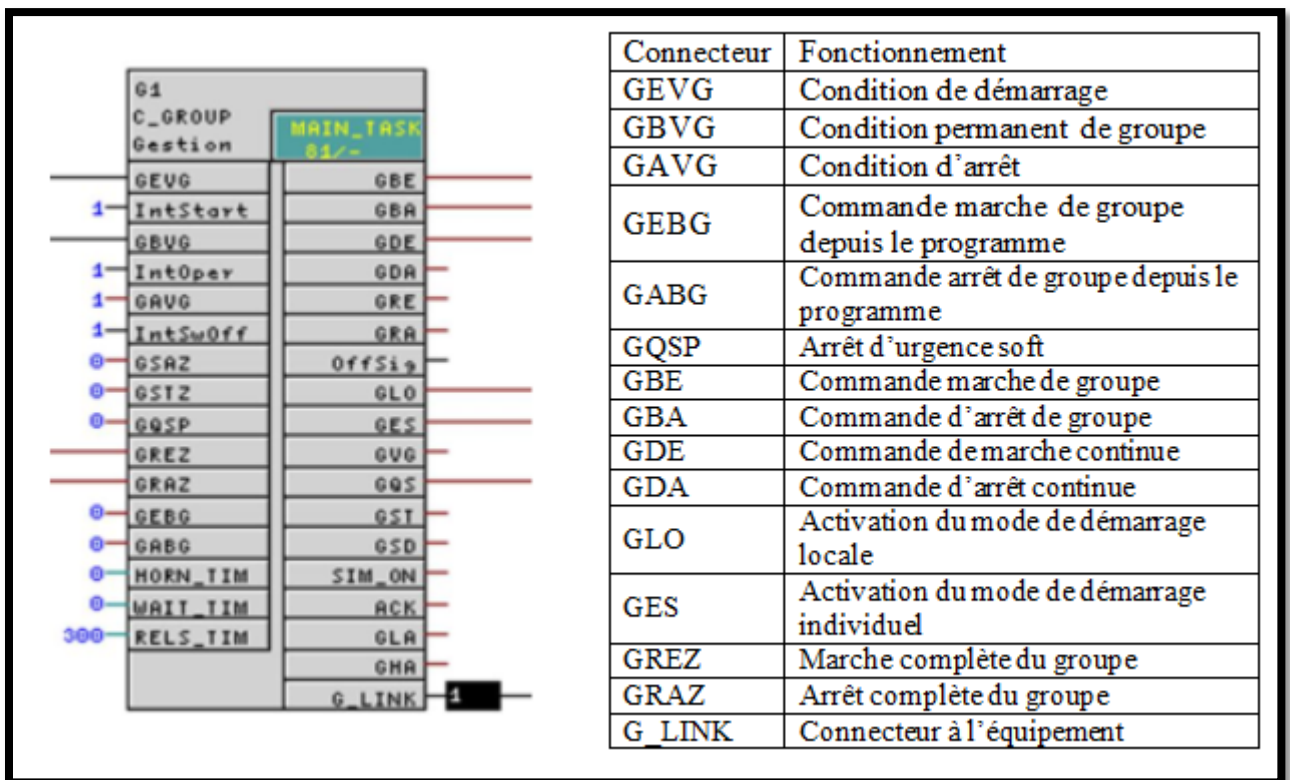 G1
C_GROUP
Gestion
MAIN_TASK
81/-
GEVG GBE
1 IntStart GBA
GBVG GDE
1 IntOper GDA
1 GAVG GRE
1 IntSwOff GRA
0 GSAZ OffSig
0 GSTZ GLO
0 GQSP GES
GREZ GVG
GRAZ GQS
0 GEBG GST
0 GABG GSD
0 HORN_TIM SIM_ON
0 WAIT_TIM ACK
300 RELS_TIM GLA
GHA
G_LINK 1
Connecteur Fonctionnement
GEVG Condition de démarrage
GBVG Condition permanent de groupe
GAVG Condition d'arrêt
GEBG Commande marche de groupe
depuis le programme
GABG Commande arrêt de groupe depuis le
programme
GQSP Arrêt d'urgence soft
GBE Commande marche de groupe
GBA Commande d'arrêt de groupe
GDE Commande de marche continue
GDA Commande d'arrêt continue
GLO Activation du mode de démarrage
locale
GES Activation du mode de démarrage
individuel
GREZ Marche complète du groupe
GRAZ Arrêt complète du groupe
G_LINK Connecteur à l'équipement